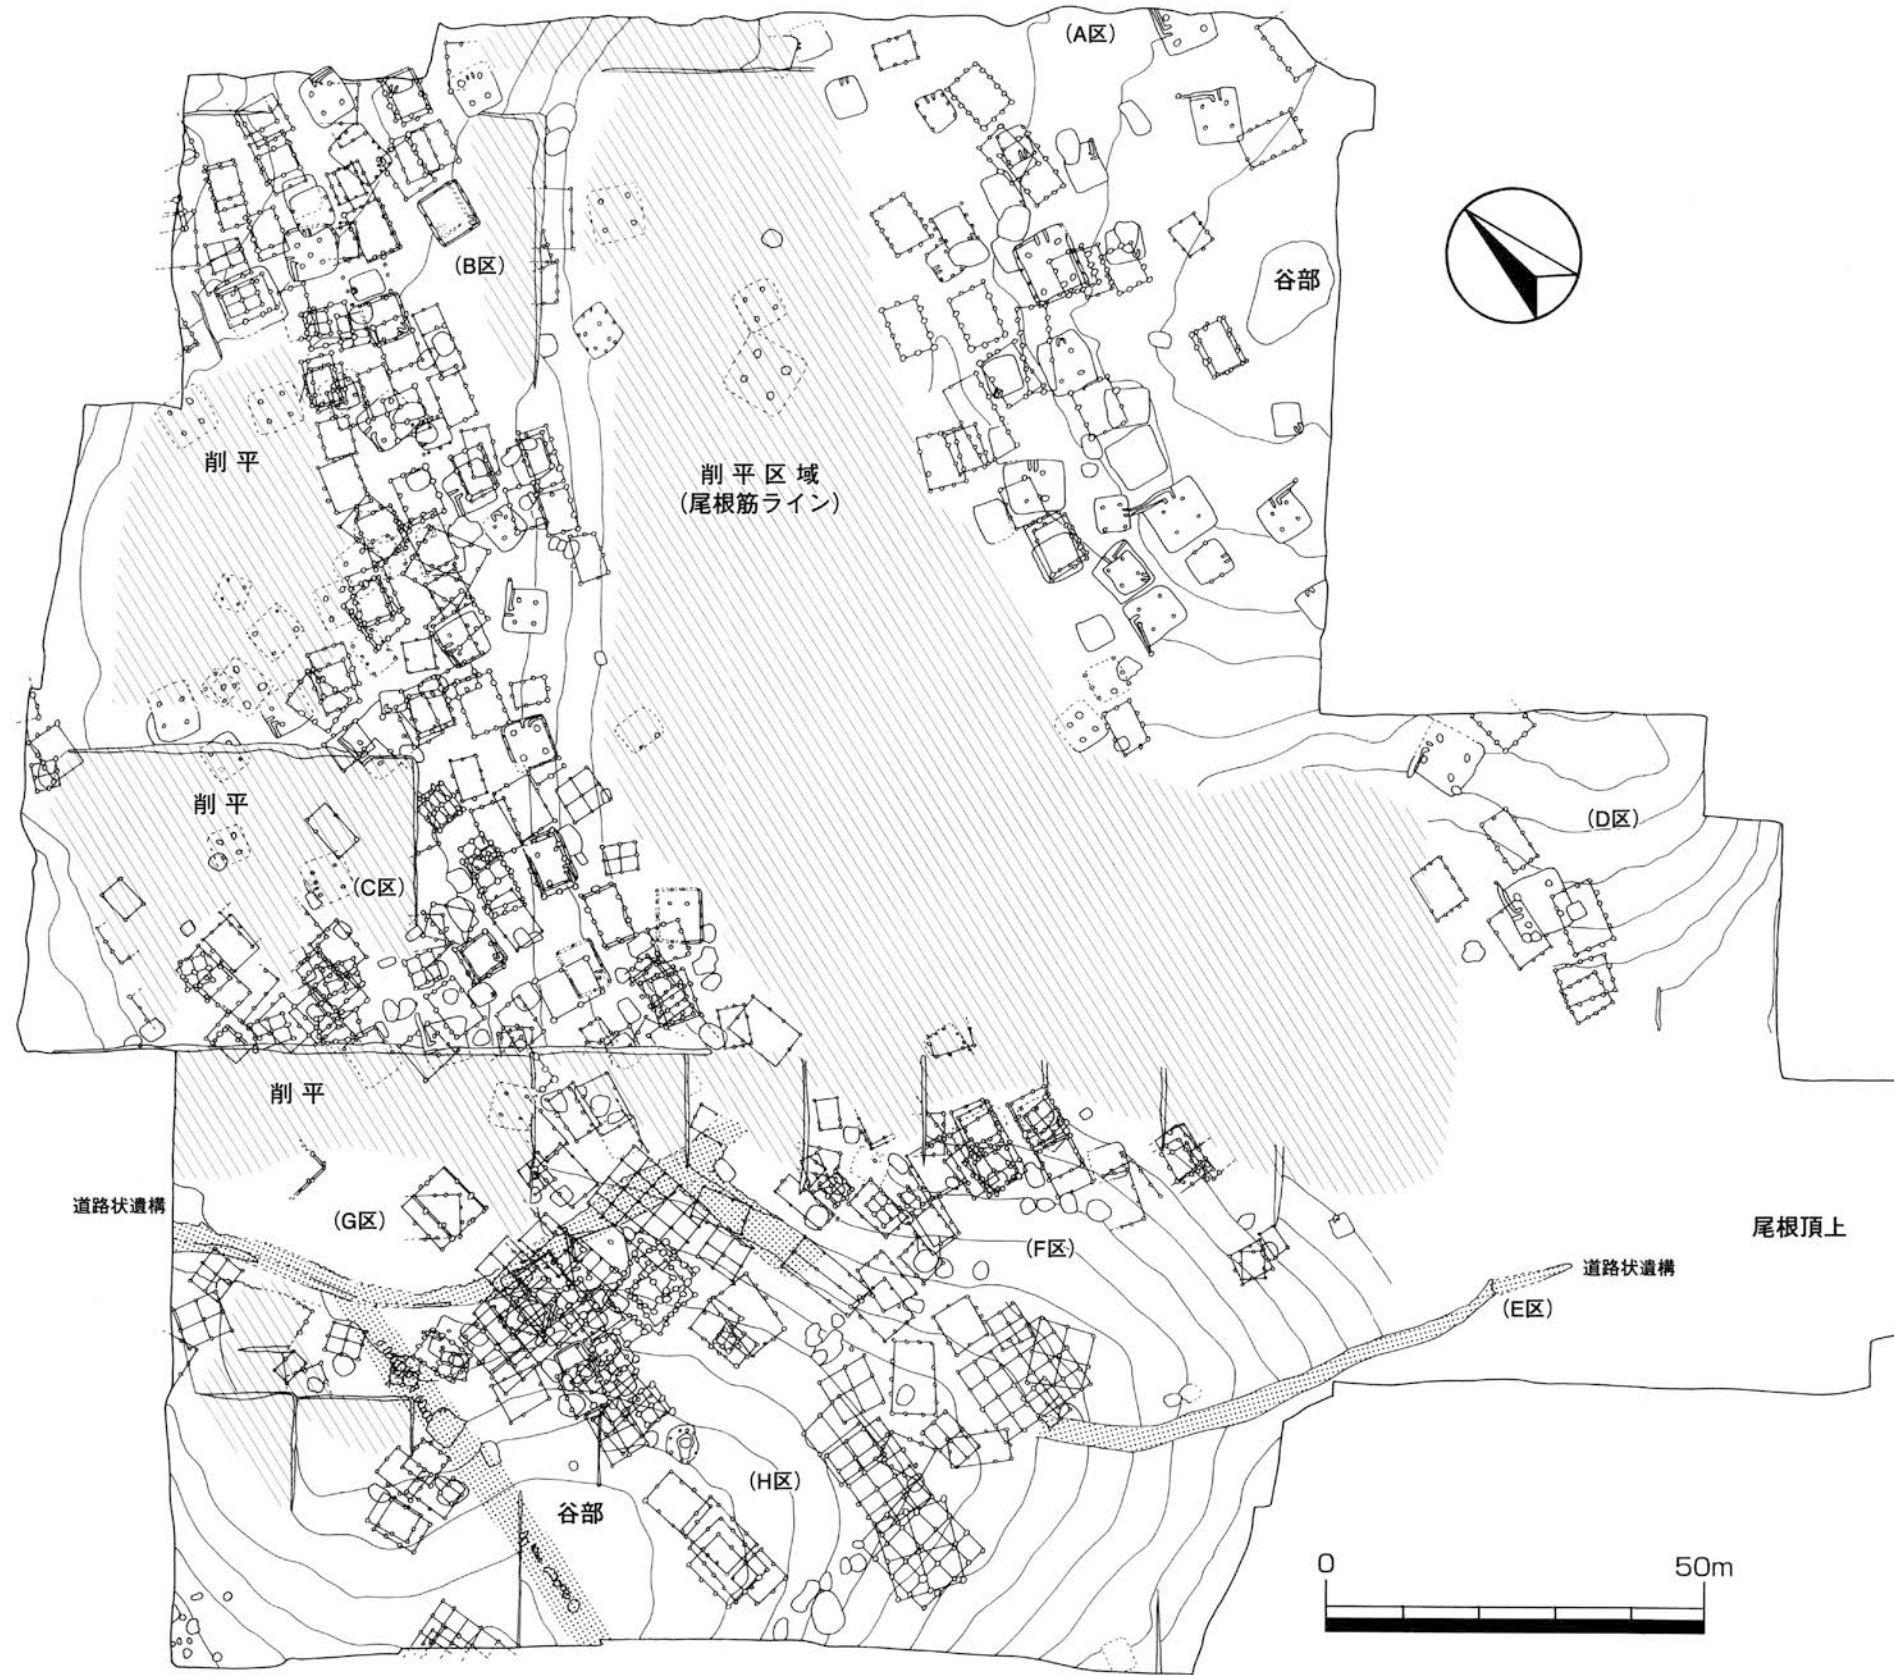 (A区)
(B区)
谷部
削平
削平区域
(尾根筋ライン)
削平
(D区)
(C区)
削平
道路状遺構
(G区)
尾根頂上
(F区)
道路状遺構
(E区)
(H区)
谷部
0 50m